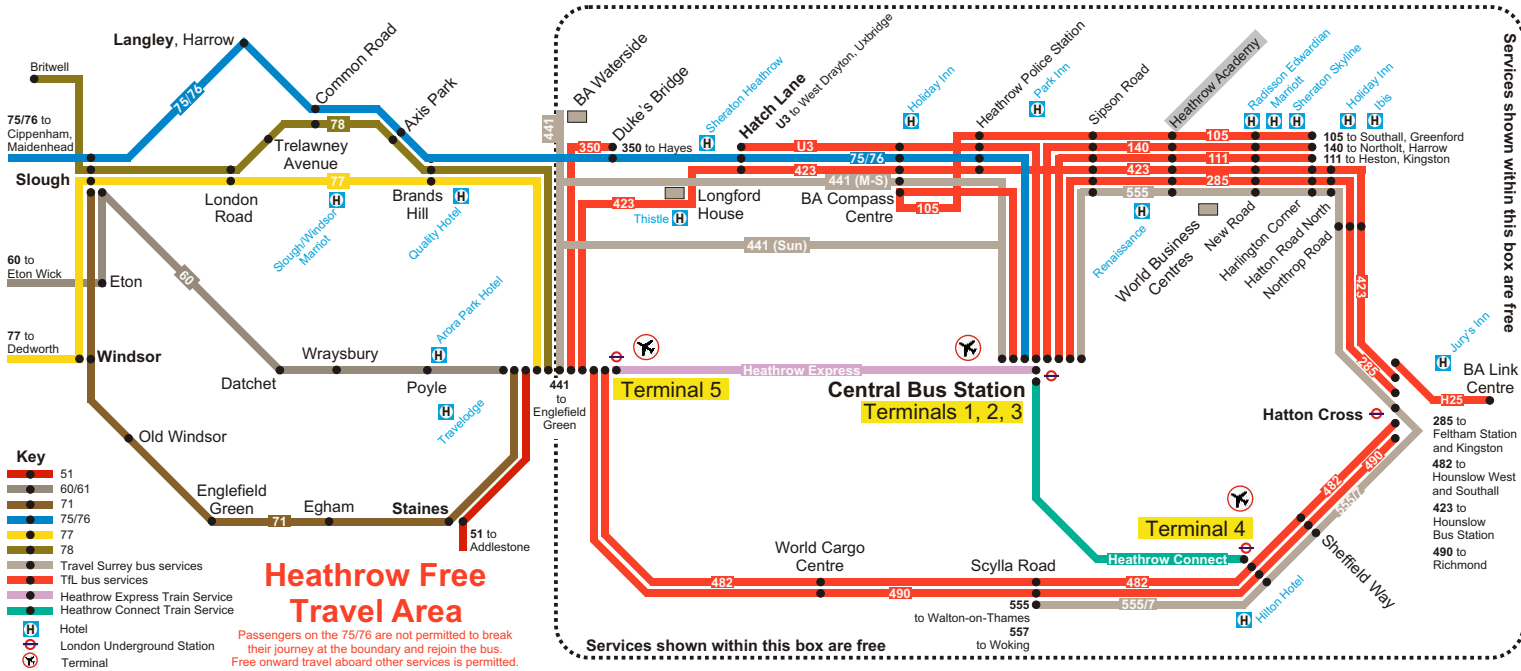 Langley, Harrow
Britwell
75/76 to
Cippenham,
Maidenhead
Slough
75/76
Common Road
78
Trelawney
Avenue
Axis Park
London
Road
77
Slough/Windsor
Marriot
Brands
Hill
Quality Hotel
60 to
Eton Wick
Eton
60
77 to
Dedworth
Windsor
Datchet
Wraysbury
Arora Park Hotel
Poyle
Travelodge
Old Windsor
Englefield
Green
71
Egham
Staines
51 to
Addlestone
441
to
Englefield
Green
Key
51
60/61
71
75/76
77
78
Travel Surrey bus services
TfL bus services
Heathrow Express Train Service
Heathrow Connect Train Service
H Hotel
London Underground Station
Terminal
Heathrow Free
Travel Area
Passengers on the 75/76 are not permitted to break
their journey at the boundary and rejoin the bus.
Free onward travel aboard other services is permitted.
441
BA Waterside
350
Duke's Bridge
350 to Hayes
Sheraton Heathrow
H
Hatch Lane
U3 to West Drayton, Uxbridge
U3
75/76
423
441 (M-S)
423
Longford
House
Thistle H
BA Compass
Centre
105
441 (Sun)
Holiday Inn
H
Heathrow Police Station
Park Inn
H
Sipson Road
Heathrow Academy
Radisson Edwardian
Marriott
Sheraton Skyline
Holiday Inn
Ibis
H H H H H
105
140
111
423
285
555
105 to Southall, Greenford
140 to Northolt, Harrow
111 to Heston, Kingston
Renaissance
H
World Business
Centres
New Road
Harlington Corner
Hatton Road North
Northrop Road
423
285
Services shown within this box are free
Jury's Inn
H
BA Link
Centre
H25
Hatton Cross
285 to
Feltham Station
and Kingston
482 to
Hounslow West
and Southall
423 to
Hounslow
Bus Station
490 to
Richmond
Terminal 5
Heathrow Express
Central Bus Station
Terminals 1, 2, 3
Terminal 4
Heathrow Connect
482
490
555/7
Sheffield Way
World Cargo
Centre
Scylla Road
482
490
482
555/7
555
to Walton-on-Thames
557
to Woking
H
Hilton Hotel
Services shown within this box are free